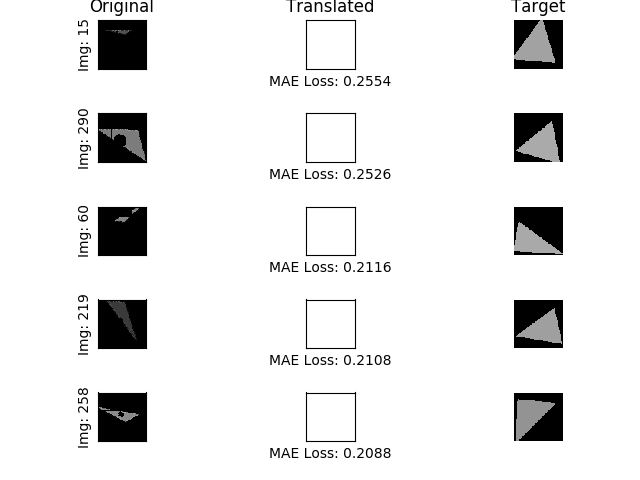 Original Translated Target
Img: 15
MAE Loss: 0.2554
Img: 290
MAE Loss: 0.2526
Img: 60
MAE Loss: 0.2116
Img: 219
MAE Loss: 0.2108
Img: 258
MAE Loss: 0.2088